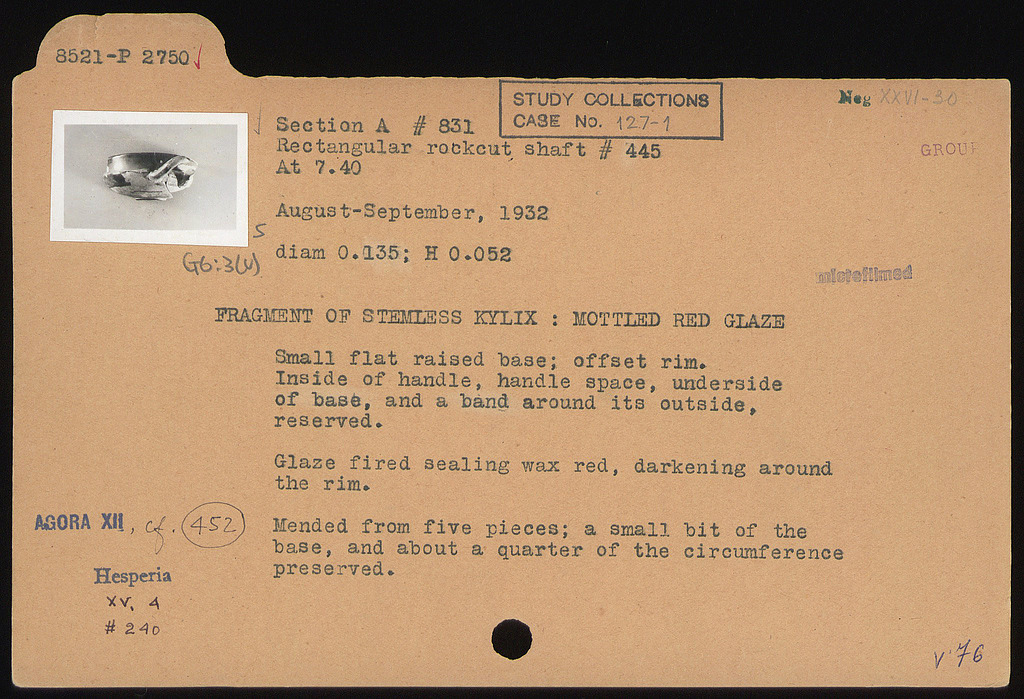 8521-P 2750
STUDY COLLECTIONS
CASE No. 127-1
Neg XXVI-30
GROUP
Section A # 831
Rectangular rockcut shaft # 445
At 7.40
August-September, 1932
5
diam 0.135; H 0.052
G6:3(U)
microfilmed
FRAGMENT OF STEMLESS KYLIX : MOTTLED RED GLAZE
Small flat raised base; offset rim.
Inside of handle, handle space, underside
of base, and a band around its outside,
reserved.
Glaze fired sealing wax red, darkening around
the rim.
AGORA XII, cf. 452
Mended from five pieces; a small bit of the
base, and about a quarter of the circumference
preserved.
Hesperia
XV, 4
# 240
V'76